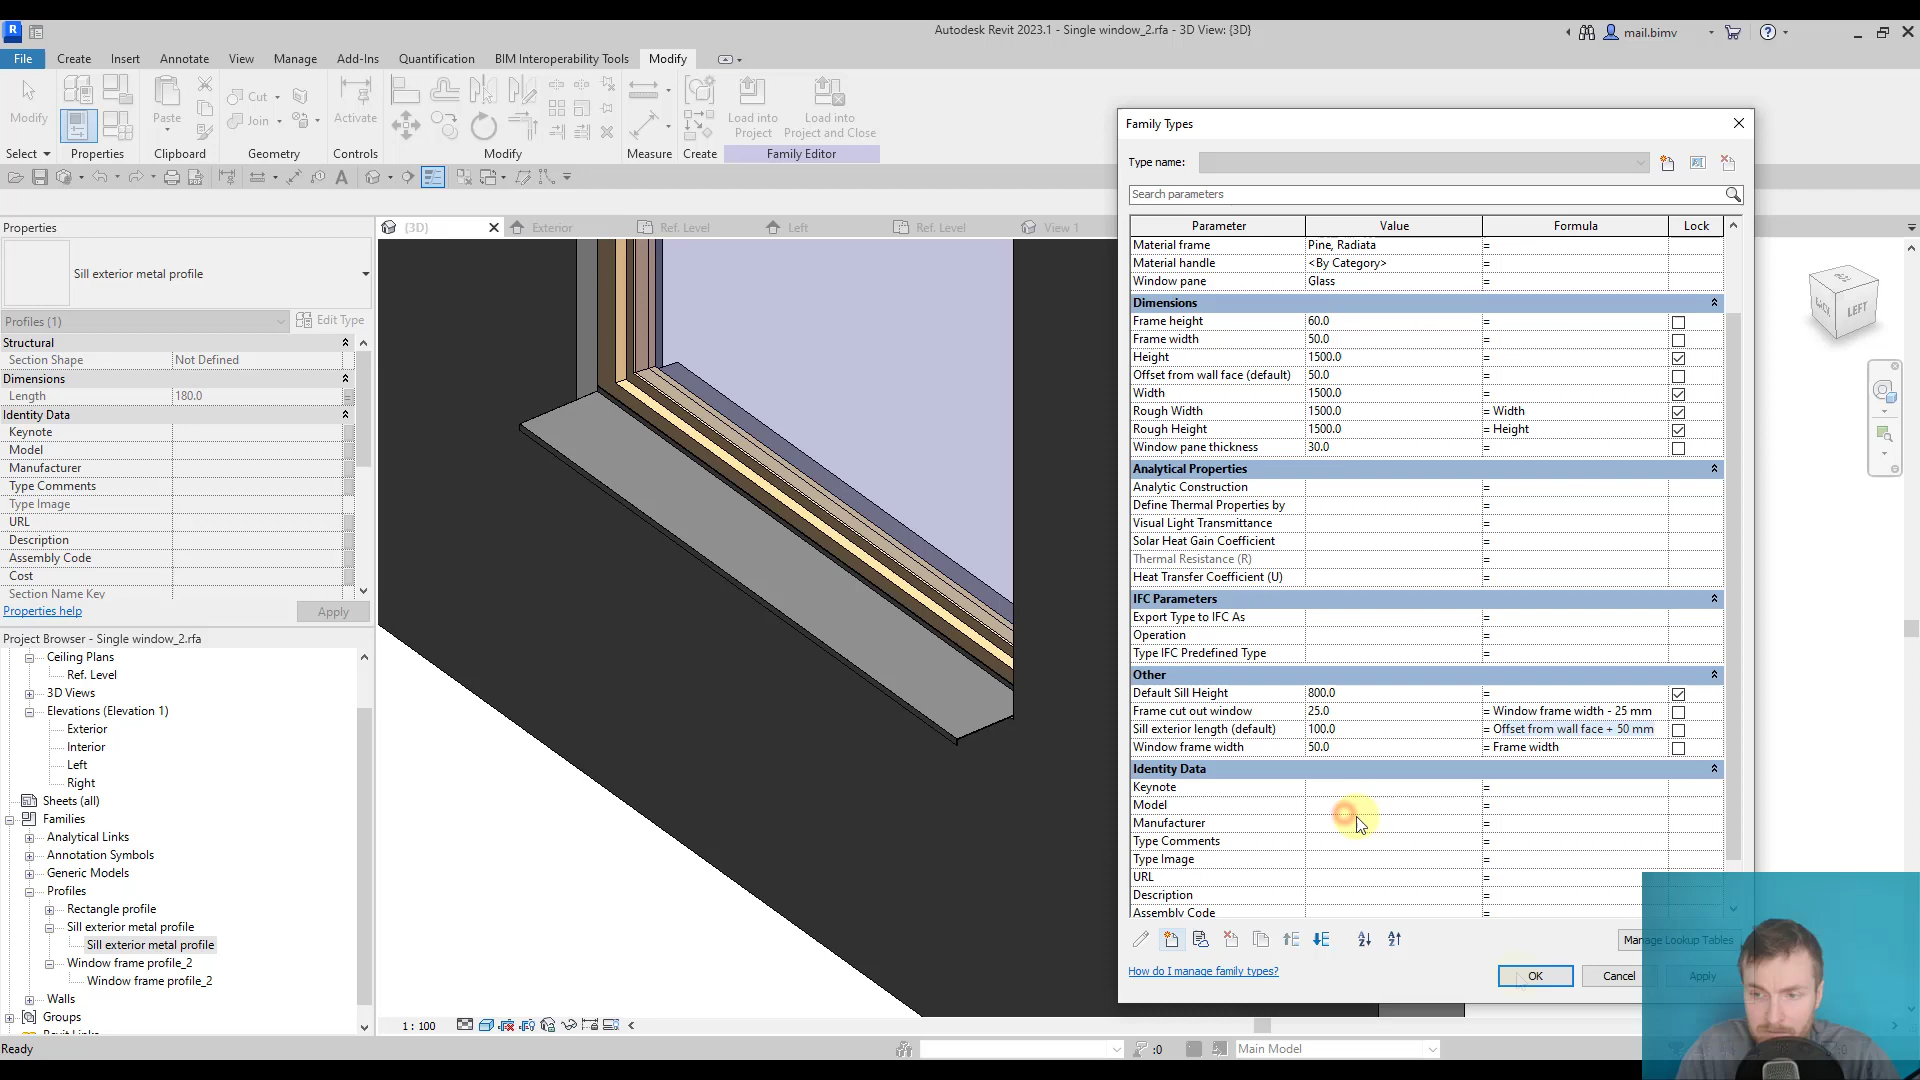 Autodesk Revit 2023.1 - Single window_2.rfa - 3D View: {3D}
mail.bimv
File Create Insert Annotate View Manage Add-Ins Quantification BIM Interoperability Tools Modify
Modify
Paste
Cut
Join
Activate
Load into Project
Load into Project and Close
Select Properties Clipboard Geometry Controls Modify Measure Create Family Editor
Properties
{3D} Exterior Ref. Level Left Ref. Level View 1
Sill exterior metal profile
Profiles (1)
Edit Type
Structural
Section Shape Not Defined
Dimensions
Length 180.0
Identity Data
Keynote
Model
Manufacturer
Type Comments
Type Image
URL
Description
Assembly Code
Cost
Section Name Key
Properties help
Apply
Project Browser - Single window_2.rfa
Ceiling Plans
Ref. Level
3D Views
Elevations (Elevation 1)
Exterior
Interior
Left
Right
Sheets (all)
Families
Analytical Links
Annotation Symbols
Generic Models
Profiles
Rectangle profile
Sill exterior metal profile
Sill exterior metal profile
Window frame profile_2
Window frame profile_2
Walls
Groups
Revit Links
Ready
1 : 100
:0
Main Model
LEFT
Family Types
Type name:
Search parameters
Parameter Value Formula Lock
Material frame Pine, Radiata =
Material handle <By Category> =
Window pane Glass =
Dimensions
Frame height 60.0 =
Frame width 50.0 =
Height 1500.0 =
Offset from wall face (default) 50.0 =
Width 1500.0 =
Rough Width 1500.0 = Width
Rough Height 1500.0 = Height
Window pane thickness 30.0 =
Analytical Properties
Analytic Construction =
Define Thermal Properties by =
Visual Light Transmittance =
Solar Heat Gain Coefficient =
Thermal Resistance (R) =
Heat Transfer Coefficient (U) =
IFC Parameters
Export Type to IFC As =
Operation =
Type IFC Predefined Type =
Other
Default Sill Height 800.0 =
Frame cut out window 25.0 = Window frame width - 25 mm
Sill exterior length (default) 100.0 = Offset from wall face + 50 mm
Window frame width 50.0 = Frame width
Identity Data
Keynote =
Model =
Manufacturer =
Type Comments =
Type Image =
URL =
Description =
Assembly Code
Manage Lookup Tables
How do I manage family types?
OK Cancel Apply